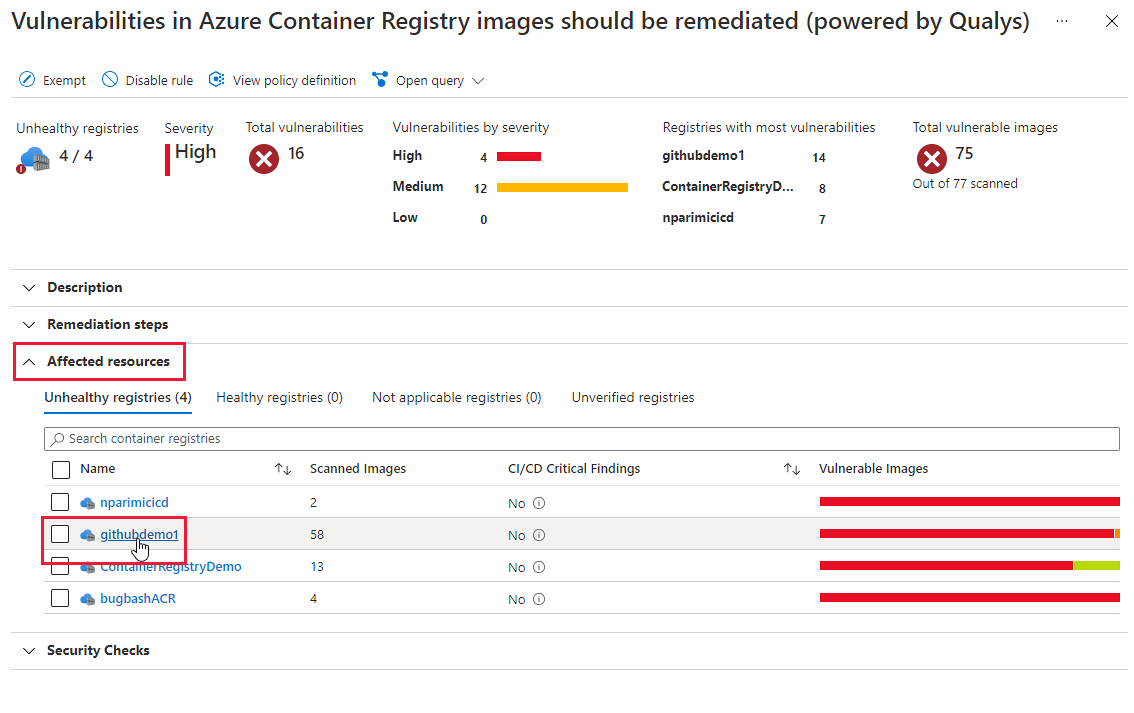 Vulnerabilities in Azure Container Registry images should be remediated (powered by Qualys) ...
Exempt Disable rule View policy definition Open query
Unhealthy registries
4 / 4
Severity
High
Total vulnerabilities
16
Vulnerabilities by severity
High 4
Medium 12
Low 0
Registries with most vulnerabilities
githubdemo1 14
ContainerRegistryD... 8
nparimicicd 7
Total vulnerable images
75
Out of 77 scanned
Description
Remediation steps
Affected resources
Unhealthy registries (4) Healthy registries (0) Not applicable registries (0) Unverified registries
Search container registries
Name Scanned Images CI/CD Critical Findings Vulnerable Images
nparimicicd 2 No
githubdemo1 58 No
ContainerRegistryDemo 13 No
bugbashACR 4 No
Security Checks